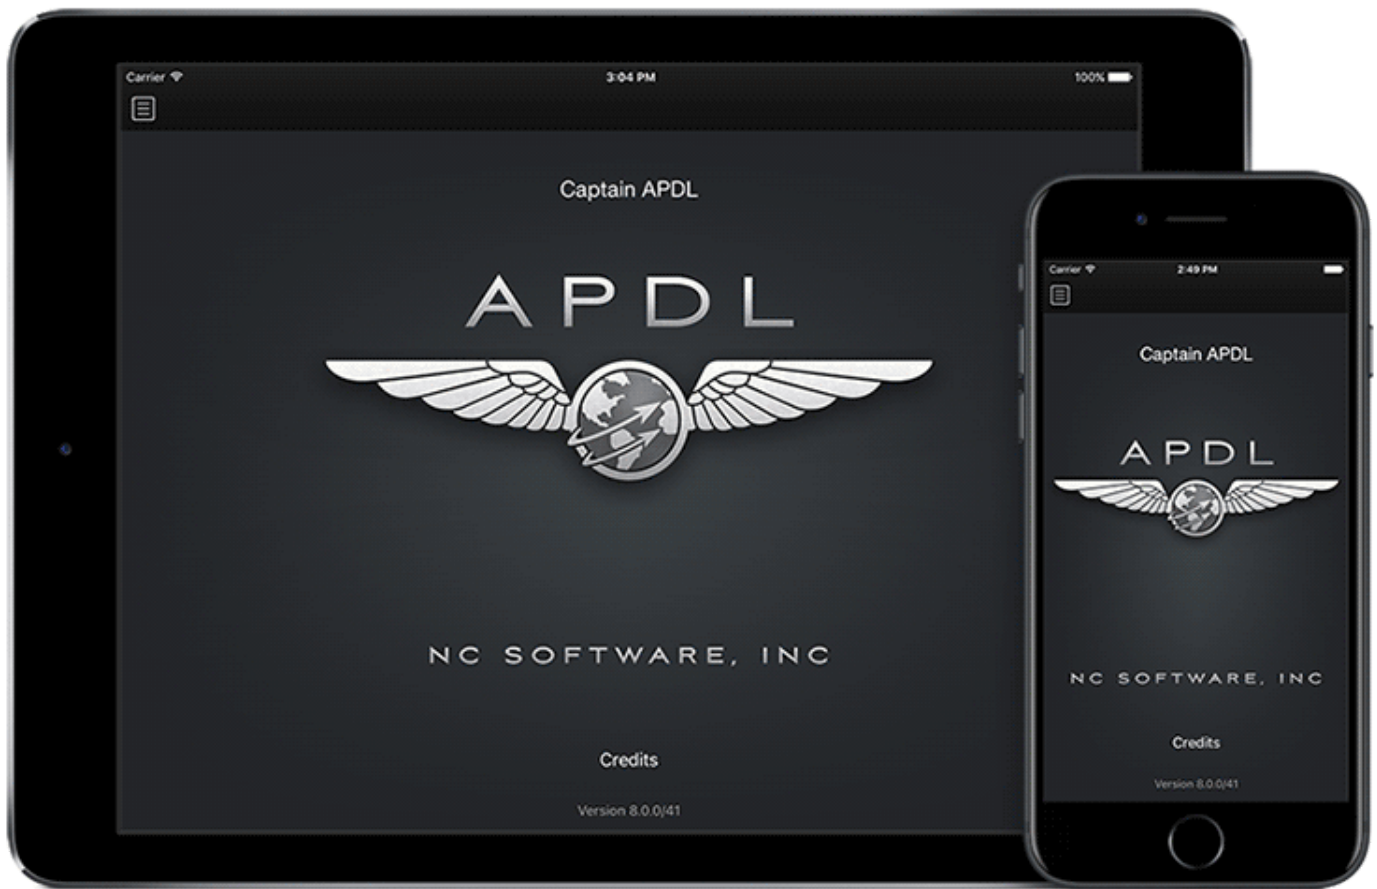 Carrier 3:04 PM 100%
Captain APDL
APDL
NC SOFTWARE, INC
Credits
Version 8.0.0/41
Carrier 2:49 PM
Captain APDL
APDL
NC SOFTWARE, INC
Credits
Version 8.0.0/41